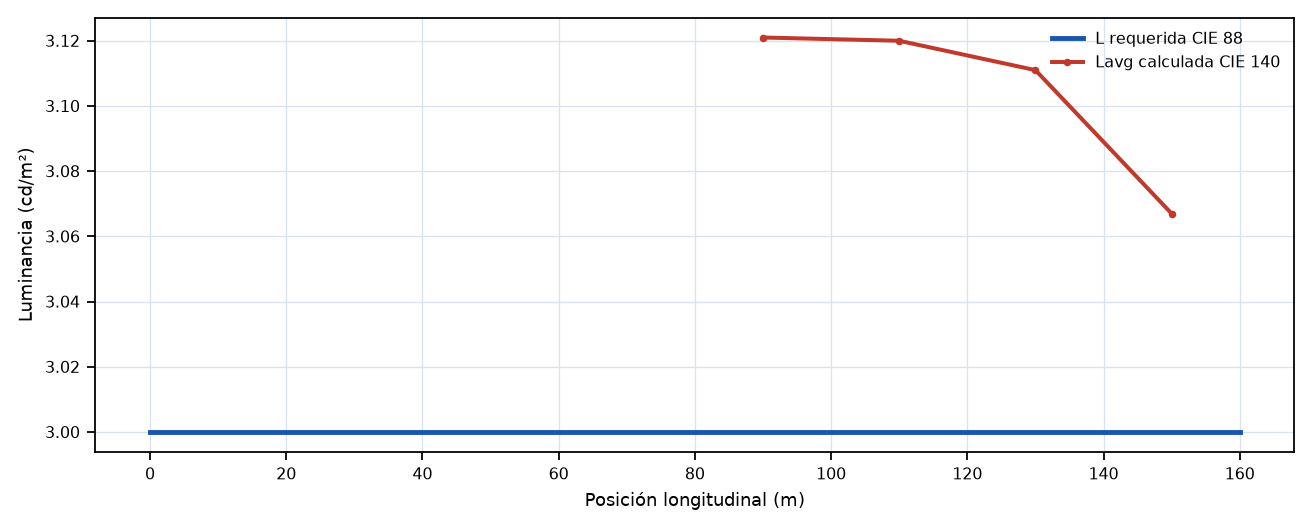 L requerida CIE 88
Lavg calculada CIE 140
3.12
3.10
3.08
3.06
3.04
3.02
3.00
Luminancia (cd/m²)
0 20 40 60 80 100 120 140 160
Posición longitudinal (m)